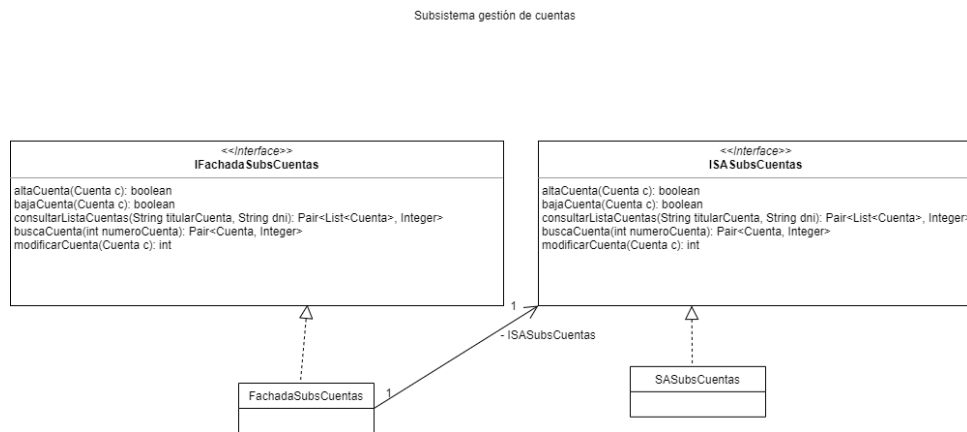 Subsistema gestión de cuentas
<<Interface>>
IFachadaSubsCuentas
altaCuenta(Cuenta c): boolean
bajaCuenta(Cuenta c): boolean
consultarListaCuentas(String titularCuenta, String dni): Pair<List<Cuenta>, Integer>
buscaCuenta(int numeroCuenta): Pair<Cuenta, Integer>
modificarCuenta(Cuenta c): int
<<Interface>>
ISASubsCuentas
altaCuenta(Cuenta c): boolean
bajaCuenta(Cuenta c): boolean
consultarListaCuentas(String titularCuenta, String dni): Pair<List<Cuenta>, Integer>
buscaCuenta(int numeroCuenta): Pair<Cuenta, Integer>
modificarCuenta(Cuenta c): int
1
- ISASubsCuentas
1
FachadaSubsCuentas
SASubsCuentas